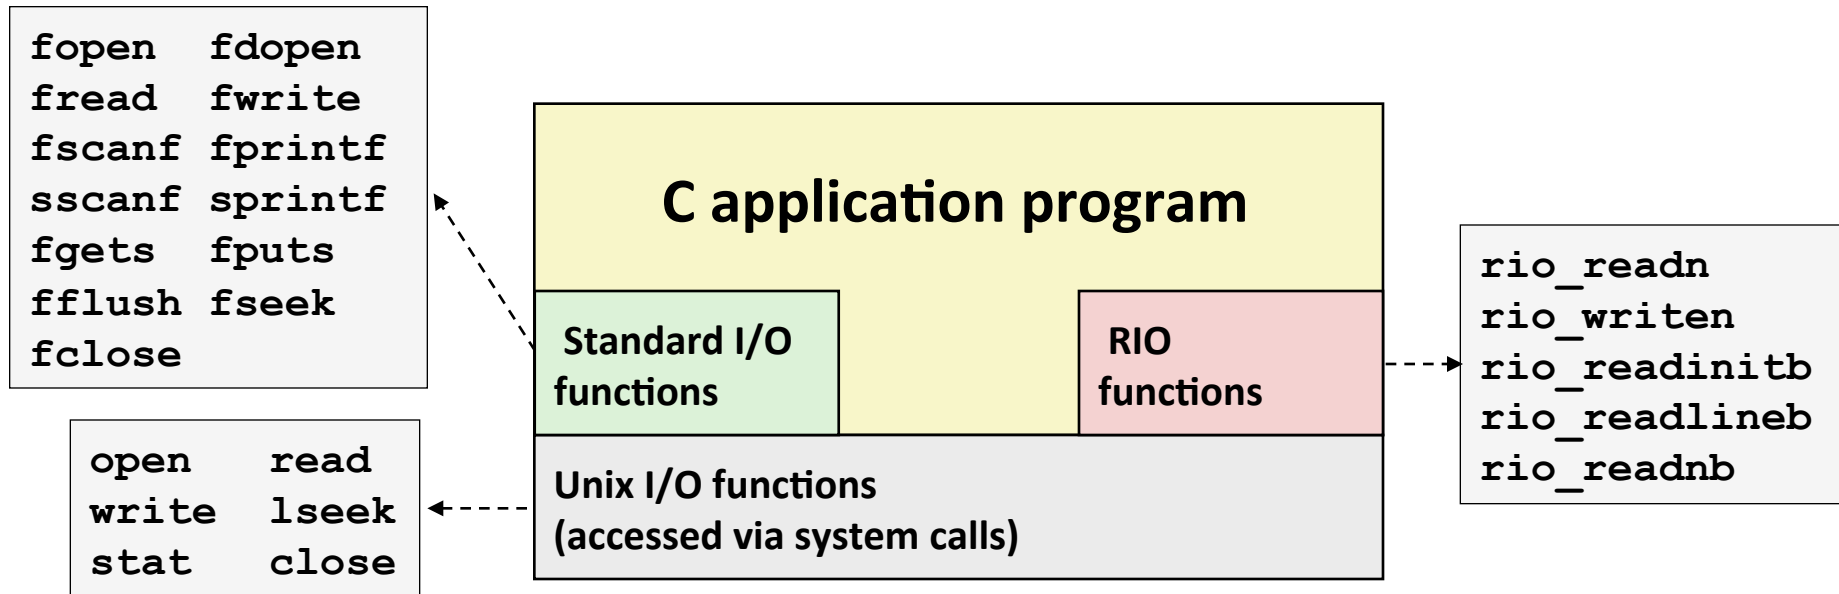 fopen fdopen
fread fwrite
fscanf fprintf
sscanf sprintf
fgets fputs
fflush fseek
fclose
open read
write lseek
stat close
C application program
Standard I/O
functions
RIO
functions
Unix I/O functions
(accessed via system calls)
rio_readn
rio_writen
rio_readinitb
rio_readlineb
rio_readnb